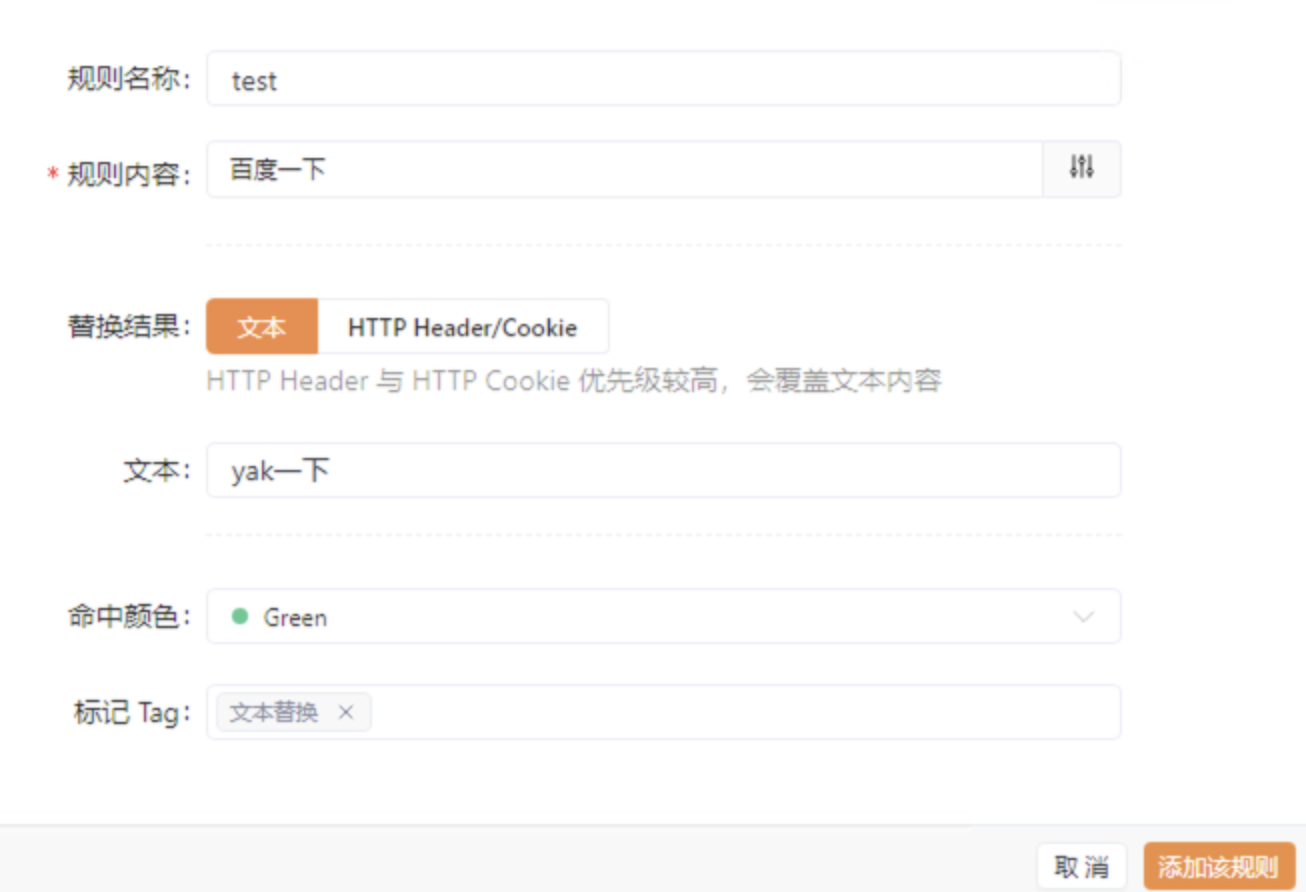 规则名称: test
* 规则内容: 百度一下
替换结果: 文本 HTTP Header/Cookie
HTTP Header 与 HTTP Cookie 优先级较高，会覆盖文本内容
文本: yak一下
命中颜色: Green
标记 Tag: 文本替换 ×
取消 添加该规则